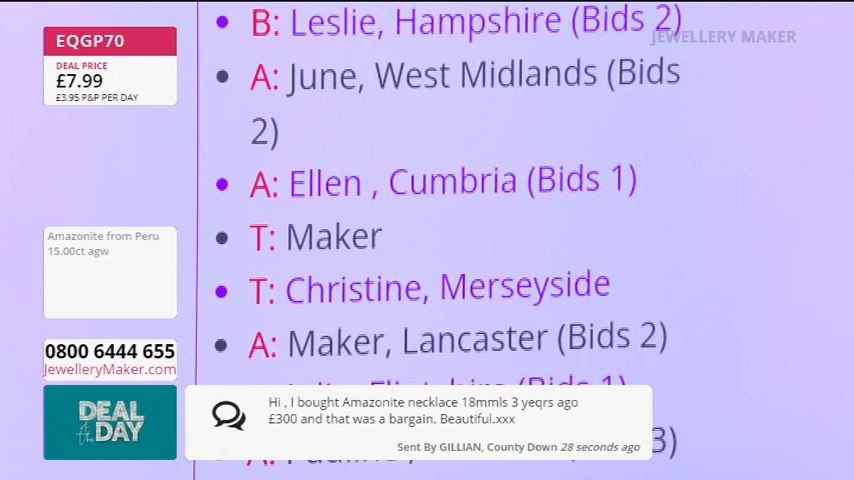 B: Leslie, Hampshire (Bids 2)
JEWELLERY MAKER
EQGP70
DEAL PRICE
£7.99
£3.95 P&P PER DAY
A: June, West Midlands (Bids
2)
A: Ellen , Cumbria (Bids 1)
T: Maker
Amazonite from Peru
15.00ct agw
T: Christine, Merseyside
A: Maker, Lancaster (Bids 2)
0800 6444 655
JewelleryMaker.com
DEAL
of the
DAY
Hi , I bought Amazonite necklace 18mmls 3 yeqrs ago
£300 and that was a bargain. Beautiful.xxx
Sent By GILLIAN, County Down 28 seconds ago